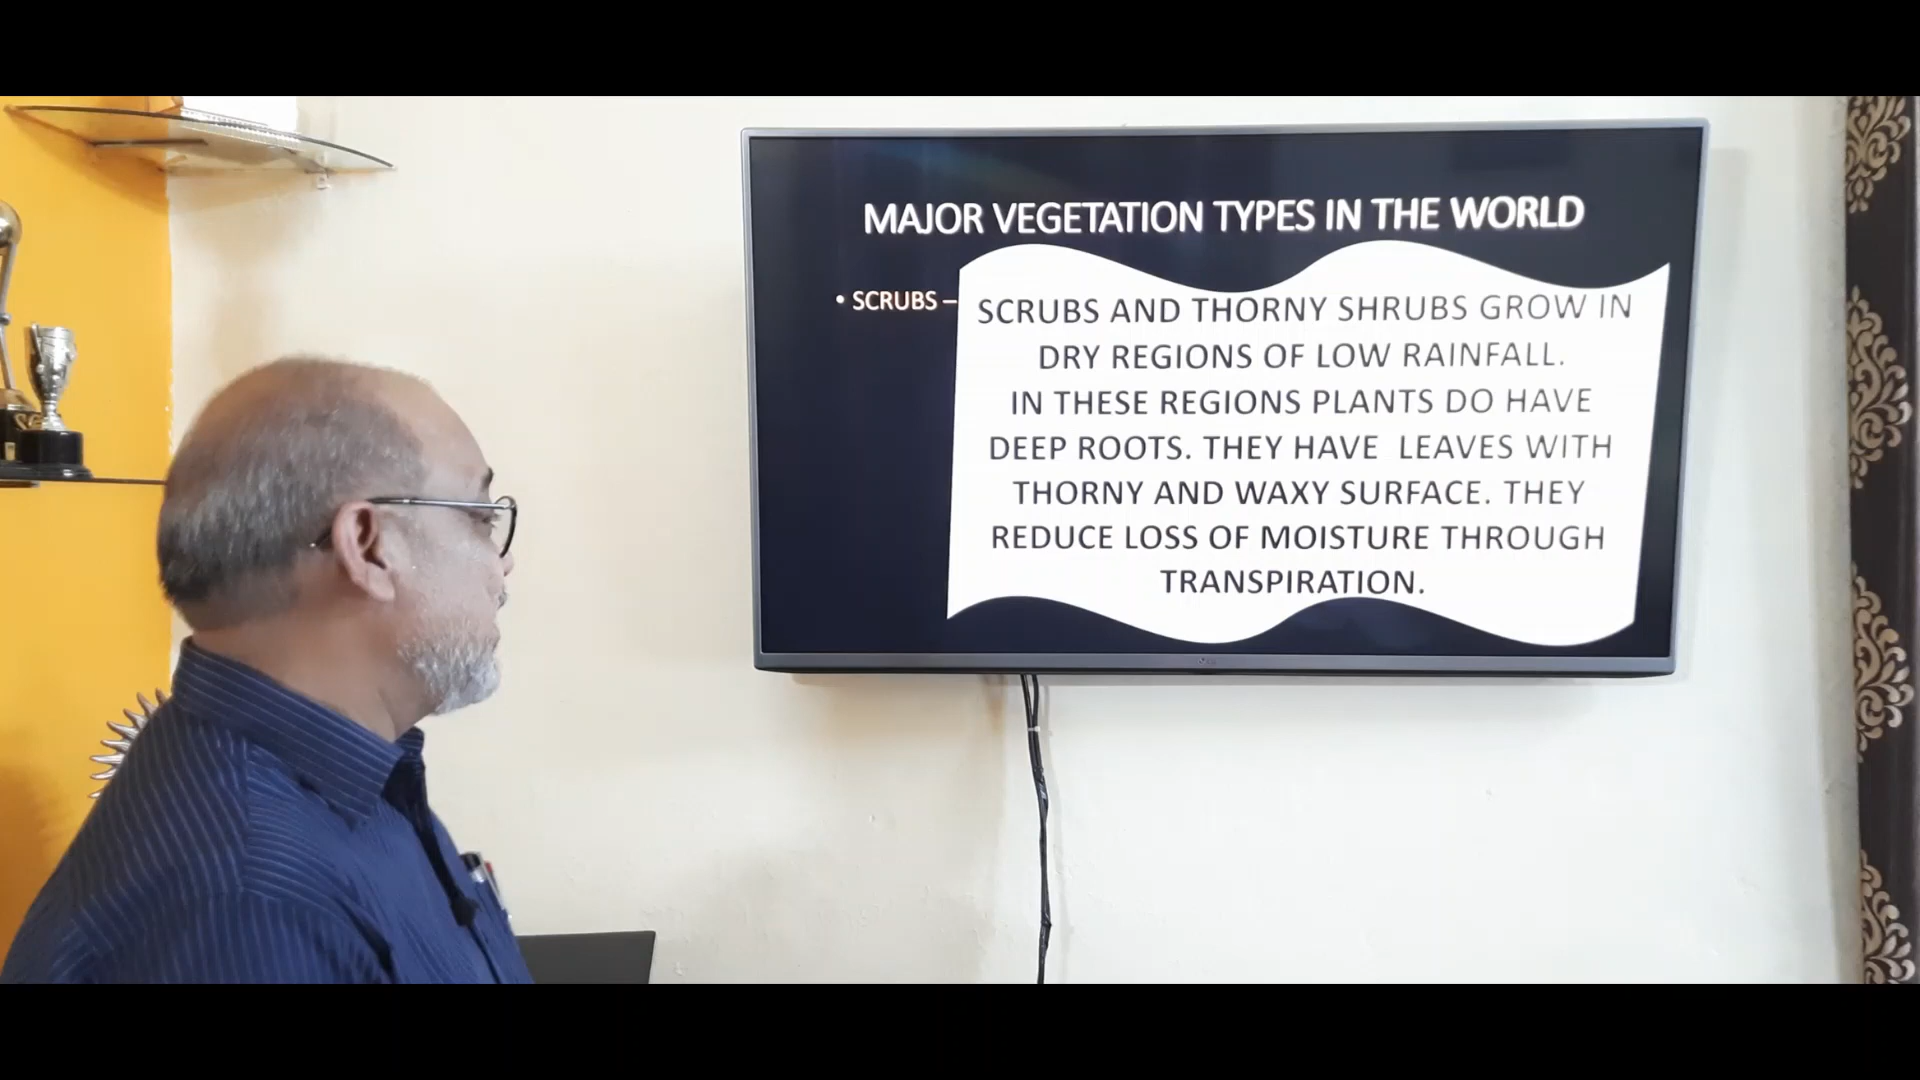 MAJOR VEGETATION TYPES IN THE WORLD
• SCRUBS –
SCRUBS AND THORNY SHRUBS GROW IN
DRY REGIONS OF LOW RAINFALL.
IN THESE REGIONS PLANTS DO HAVE
DEEP ROOTS. THEY HAVE LEAVES WITH
THORNY AND WAXY SURFACE. THEY
REDUCE LOSS OF MOISTURE THROUGH
TRANSPIRATION.